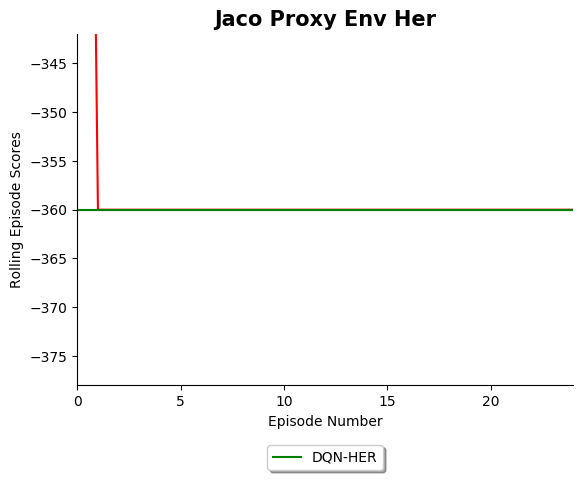 Jaco Proxy Env Her
Rolling Episode Scores
−345
−350
−355
−360
−365
−370
−375
0 5 10 15 20
Episode Number
DQN-HER